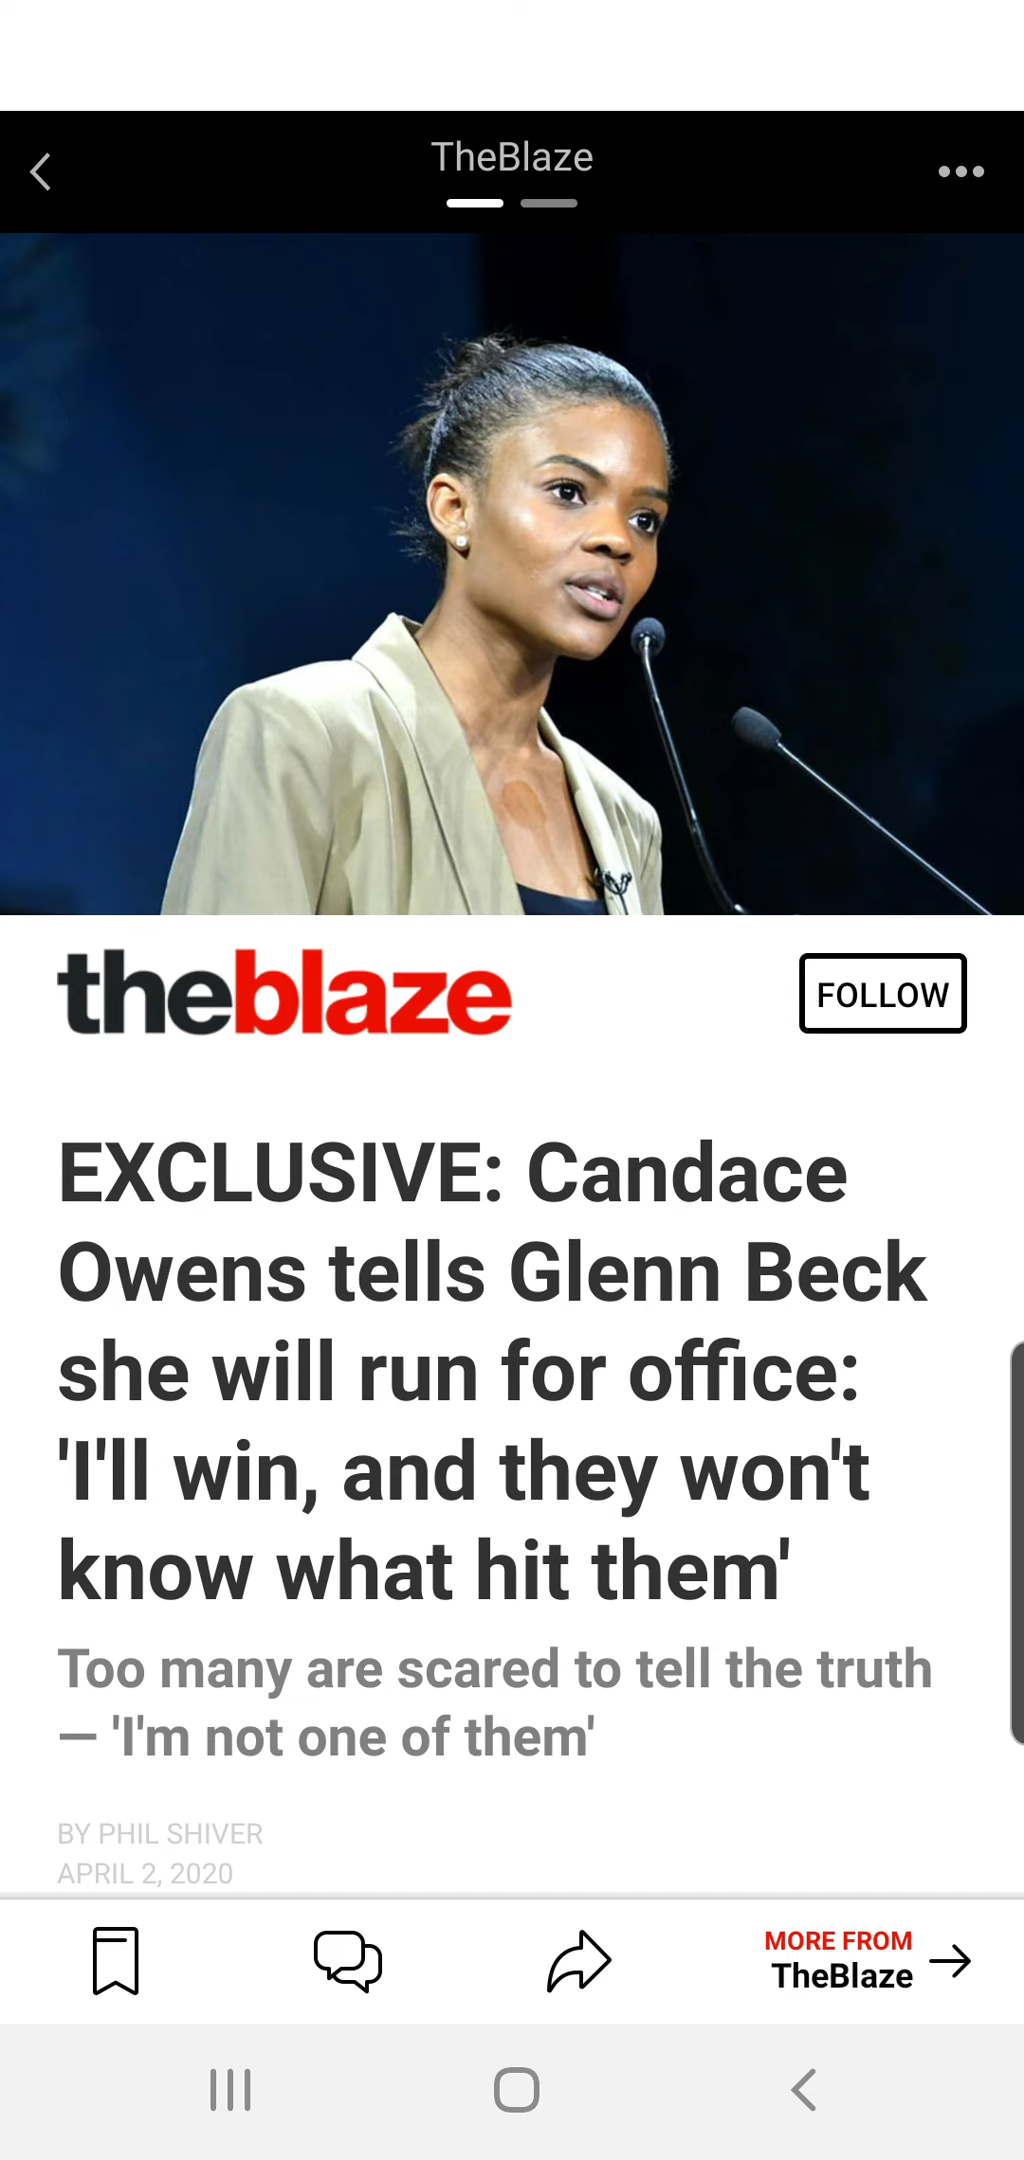 TheBlaze
theblaze
FOLLOW
EXCLUSIVE: Candace
Owens tells Glenn Beck
she will run for office:
'I'll win, and they won't
know what hit them'
Too many are scared to tell the truth
— 'I'm not one of them'
BY PHIL SHIVER
APRIL 2, 2020
MORE FROM
TheBlaze